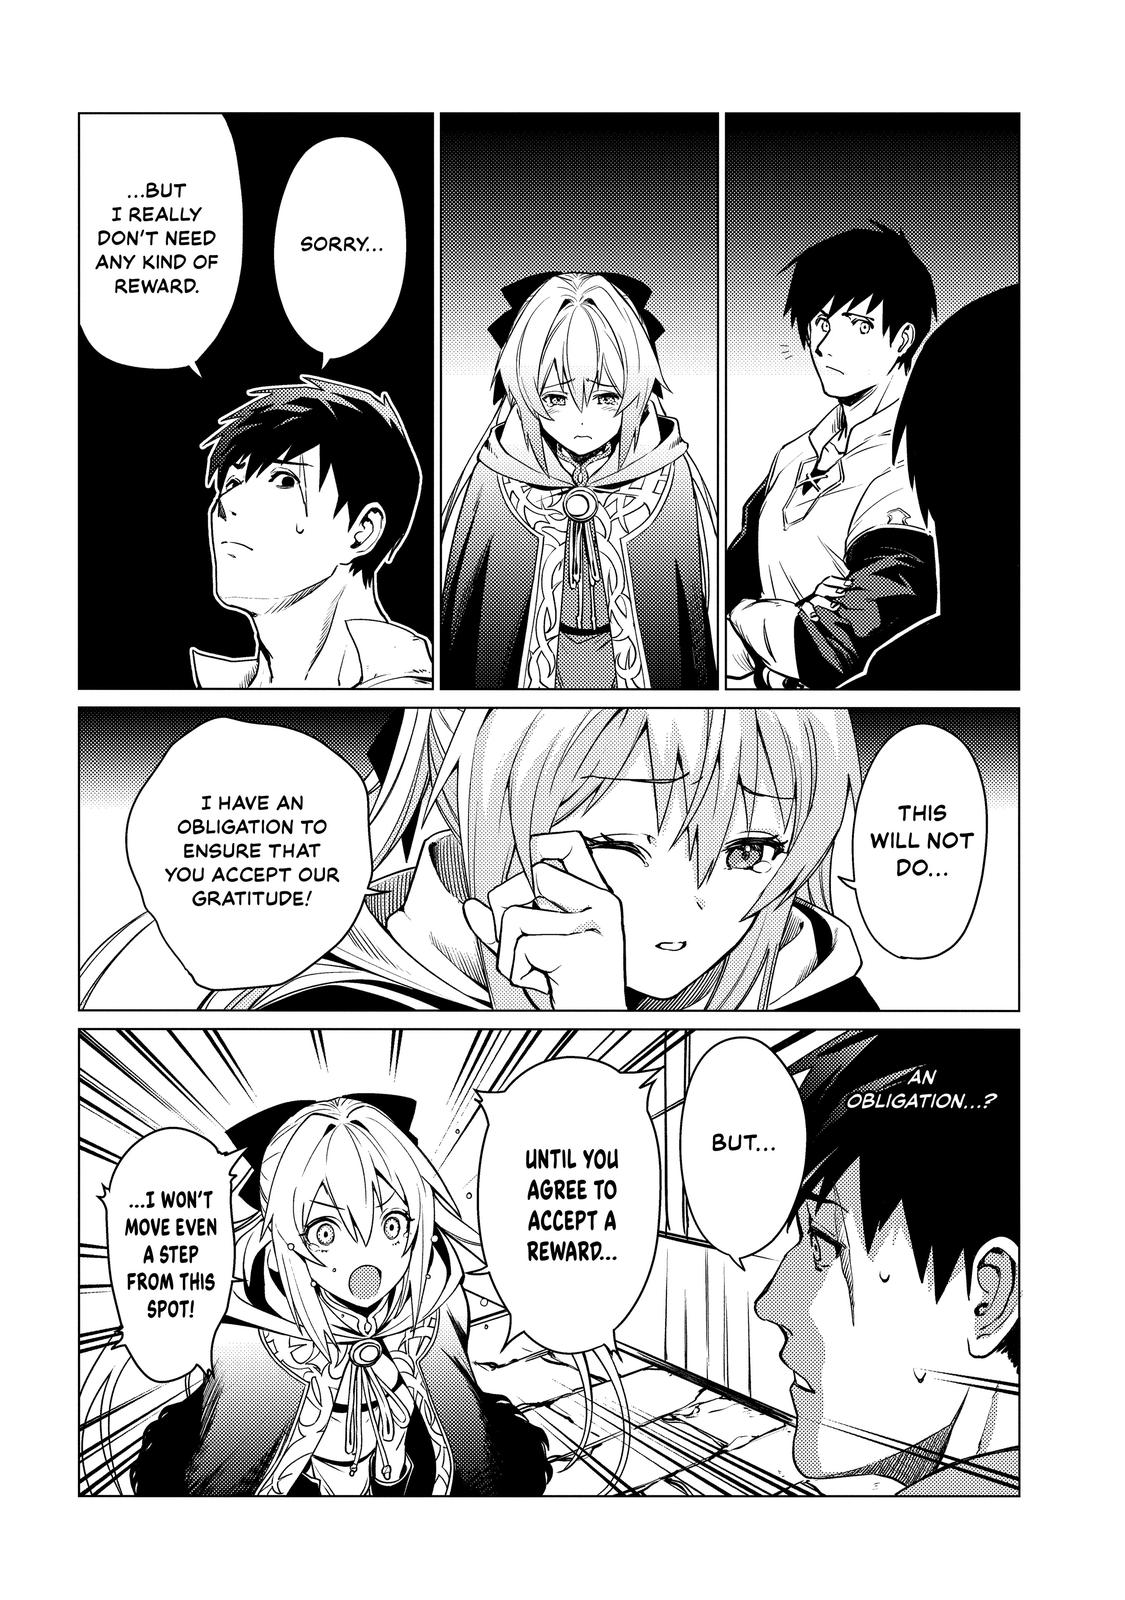 SORRY...
...BUT
I REALLY
DON'T NEED
ANY KIND OF
REWARD.
THIS
WILL NOT
DO...
I HAVE AN
OBLIGATION TO
ENSURE THAT
YOU ACCEPT OUR
GRATITUDE!
AN
OBLIGATION...?
BUT...
UNTIL YOU
AGREE TO
ACCEPT A
REWARD...
...I WON'T
MOVE EVEN
A STEP
FROM THIS
SPOT!